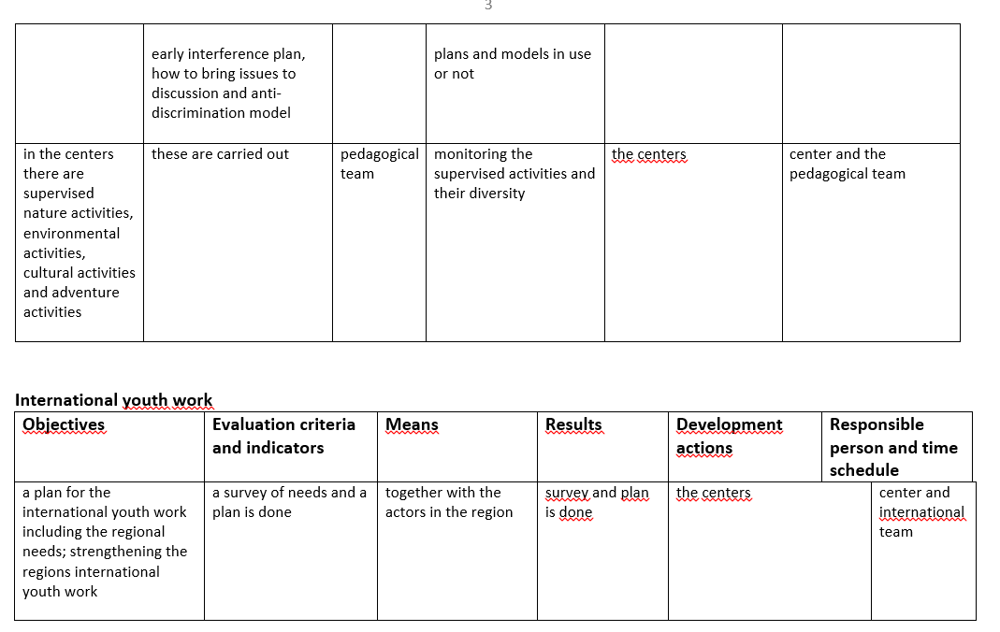 3
early interference plan,
how to bring issues to
discussion and anti-
discrimination model
plans and models in use
or not
in the centers
there are
supervised
nature activities,
environmental
activities,
cultural activities
and adventure
activities
these are carried out
pedagogical
team
monitoring the
supervised activities and
their diversity
the centers
center and the
pedagogical team
International youth work
Objectives
Evaluation criteria
and indicators
Means
Results
Development
actions
Responsible
person and time
schedule
a plan for the
international youth work
including the regional
needs; strengthening the
regions international
youth work
a survey of needs and a
plan is done
together with the
actors in the region
survey and plan
is done
the centers
center and
international
team